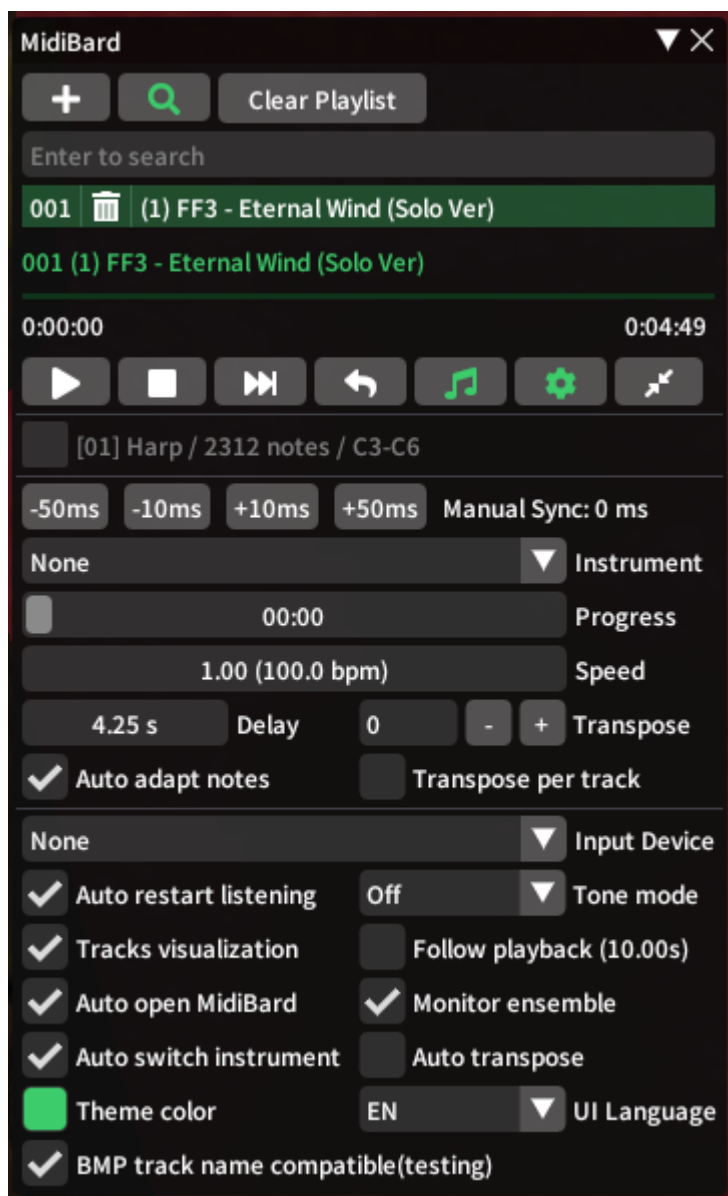 MidiBard
Clear Playlist
Enter to search
001 (1) FF3 - Eternal Wind (Solo Ver)
001 (1) FF3 - Eternal Wind (Solo Ver)
0:00:00 0:04:49
[01] Harp / 2312 notes / C3-C6
-50ms -10ms +10ms +50ms Manual Sync: 0 ms
None Instrument
00:00 Progress
1.00 (100.0 bpm) Speed
4.25 s Delay 0 - + Transpose
Auto adapt notes Transpose per track
None Input Device
Auto restart listening Off Tone mode
Tracks visualization Follow playback (10.00s)
Auto open MidiBard Monitor ensemble
Auto switch instrument Auto transpose
Theme color EN UI Language
BMP track name compatible(testing)